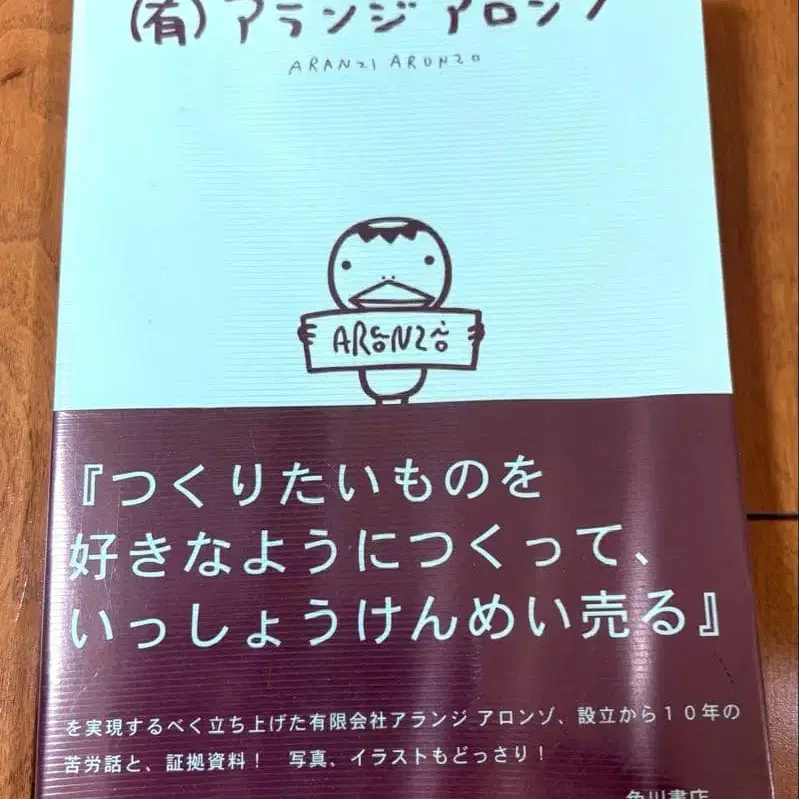 (有)アランジ アロンゾ
ARANZI ARONZO
ARONZO
『つくりたいものを
好きなようにつくって、
いっしょうけんめい売る』
を実現するべく立ち上げた有限会社アランジ アロンゾ、設立から１０年の
苦労話と、証拠資料！　写真、イラストもどっさり！
角川書店